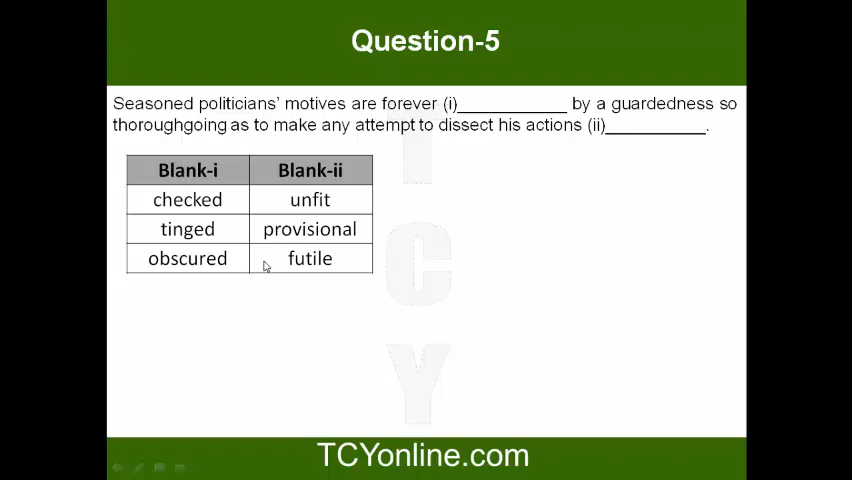 Question-5
Seasoned politicians' motives are forever (i)____________ by a guardedness so
thoroughgoing as to make any attempt to dissect his actions (ii)___________.
Blank-i Blank-ii
checked unfit
tinged provisional
obscured futile
T
C
Y
TCYonline.com